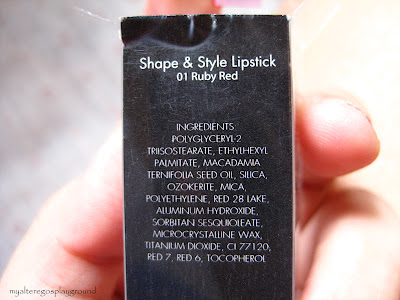 Shape & Style Lipstick
01 Ruby Red
INGREDIENTS:
POLYGLYCERYL-2
TRIISOSTEARATE, ETHYLHEXYL
PALMITATE, MACADAMIA
TERNIFOLIA SEED OIL, SILICA,
OZOKERITE, MICA,
POLYETHYLENE, RED 28 LAKE,
ALUMINUM HYDROXIDE,
SORBITAN SESQUIOLEATE,
MICROCRYSTALLINE WAX,
TITANIUM DIOXIDE, CI 77120,
RED 7, RED 6, TOCOPHEROL
myalteregosplayground